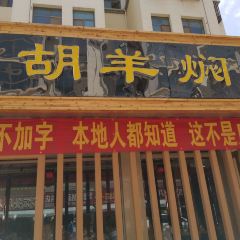 胡羊焖
不加字 本地人都知道 这不是